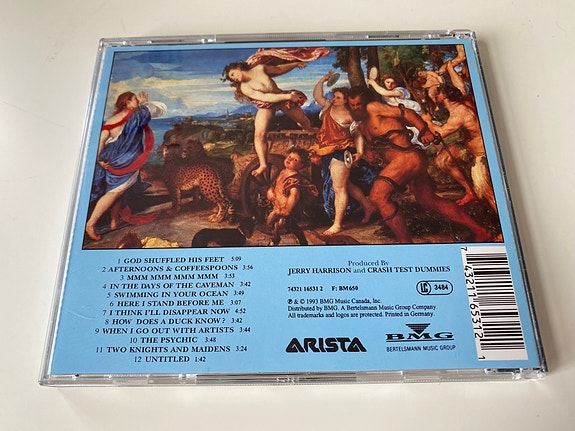 1 GOD SHUFFLED HIS FEET 5:09
2 AFTERNOONS & COFFEESPOONS 3:56
3 MMM MMM MMM MMM 3:53
4 IN THE DAYS OF THE CAVEMAN 3:42
5 SWIMMING IN YOUR OCEAN 3:49
6 HERE I STAND BEFORE ME 3:07
7 I THINK I'LL DISAPPEAR NOW 4:52
8 HOW DOES A DUCK KNOW? 3:42
9 WHEN I GO OUT WITH ARTISTS 3:44
10 THE PSYCHIC 3:48
11 TWO KNIGHTS AND MAIDENS 3:24
12 UNTITLED 1:42
Produced By
JERRY HARRISON and CRASH TEST DUMMIES
74321 16531 2 F: BM650
LC 3484
℗ & © 1993 BMG Music Canada, Inc.
Distributed by BMG. A Bertelsmann Music Group Company.
All trademarks and logos are protected. Printed in Germany.
ARISTA
BMG
BERTELSMANN MUSIC GROUP
7 43211 65312 1